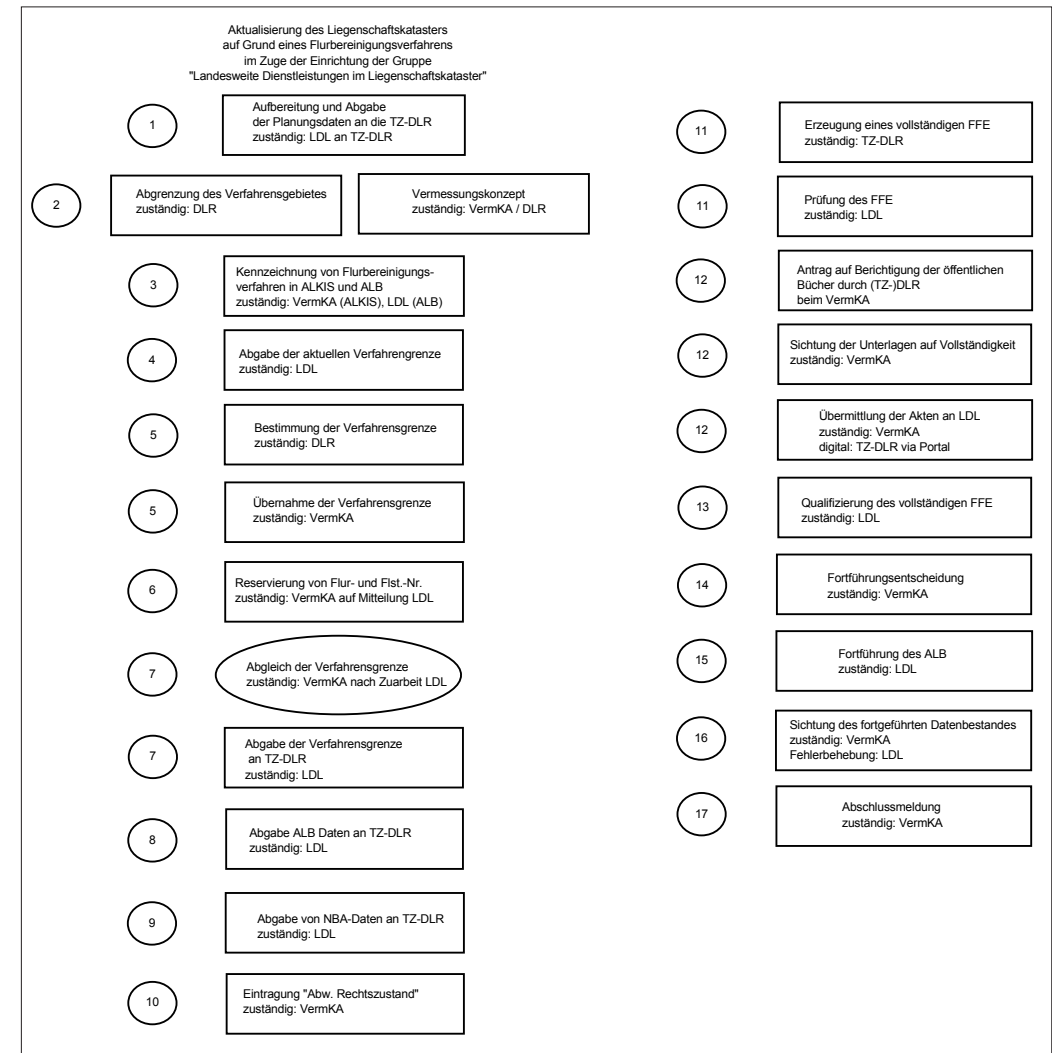 Aktualisierung des Liegenschaftskatasters
auf Grund eines Flurbereinigungsverfahrens
im Zuge der Einrichtung der Gruppe
"Landesweite Dienstleistungen im Liegenschaftskataster"
1
Aufbereitung und Abgabe
der Planungsdaten an die TZ-DLR
zuständig: LDL an TZ-DLR
2
Abgrenzung des Verfahrensgebietes
zuständig: DLR
Vermessungskonzept
zuständig: VermKA / DLR
3
Kennzeichnung von Flurbereinigungs-
verfahren in ALKIS und ALB
zuständig: VermKA (ALKIS), LDL (ALB)
4
Abgabe der aktuellen Verfahrengrenze
zuständig: LDL
5
Bestimmung der Verfahrensgrenze
zuständig: DLR
5
Übernahme der Verfahrensgrenze
zuständig: VermKA
6
Reservierung von Flur- und Flst.-Nr.
zuständig: VermKA auf Mitteilung LDL
7
Abgleich der Verfahrensgrenze
zuständig: VermKA nach Zuarbeit LDL
7
Abgabe der Verfahrensgrenze
an TZ-DLR
zuständig: LDL
8
Abgabe ALB Daten an TZ-DLR
zuständig: LDL
9
Abgabe von NBA-Daten an TZ-DLR
zuständig: LDL
10
Eintragung "Abw. Rechtszustand"
zuständig: VermKA
11
Erzeugung eines vollständigen FFE
zuständig: TZ-DLR
11
Prüfung des FFE
zuständig: LDL
12
Antrag auf Berichtigung der öffentlichen
Bücher durch (TZ-)DLR
beim VermKA
12
Sichtung der Unterlagen auf Vollständigkeit
zuständig: VermKA
12
Übermittlung der Akten an LDL
zuständig: VermKA
digital: TZ-DLR via Portal
13
Qualifizierung des vollständigen FFE
zuständig: LDL
14
Fortführungsentscheidung
zuständig: VermKA
15
Fortführung des ALB
zuständig: LDL
16
Sichtung des fortgeführten Datenbestandes
zuständig: VermKA
Fehlerbehebung: LDL
17
Abschlussmeldung
zuständig: VermKA